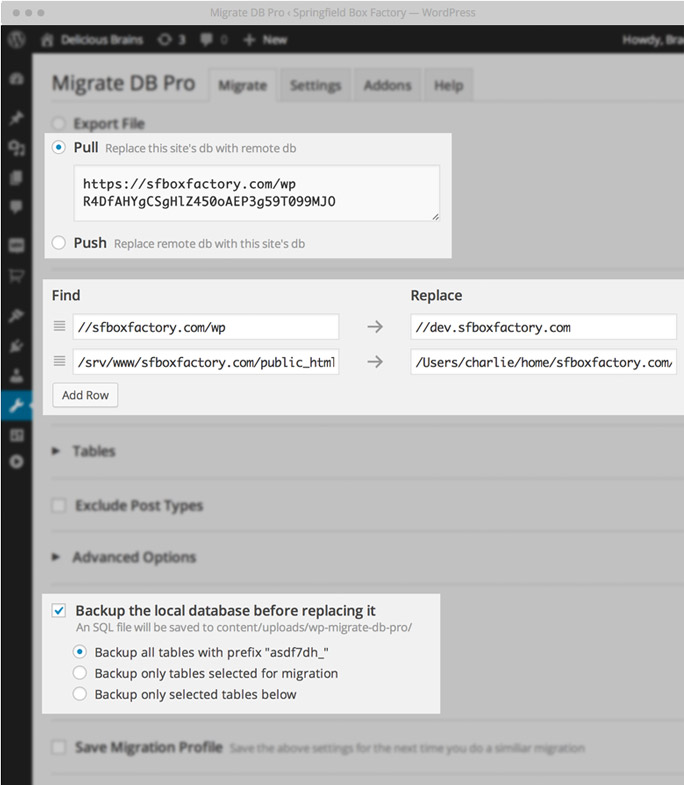 Migrate DB Pro ‹ Springfield Box Factory — WordPress
Delicious Brains 3 0 New Howdy, Bra
Migrate DB Pro Migrate Settings Addons Help
Export File
Pull Replace this site's db with remote db
https://sfboxfactory.com/wp
R4DfAHYgCSgHlZ450oAEP3g59T099MJO
Push Replace remote db with this site's db
Find Replace
//sfboxfactory.com/wp //dev.sfboxfactory.com
/srv/www/sfboxfactory.com/public_html /Users/charlie/home/sfboxfactory.com/
Add Row
Tables
Exclude Post Types
Advanced Options
Backup the local database before replacing it
An SQL file will be saved to content/uploads/wp-migrate-db-pro/
Backup all tables with prefix "asdf7dh_"
Backup only tables selected for migration
Backup only selected tables below
Save Migration Profile Save the above settings for the next time you do a similiar migration